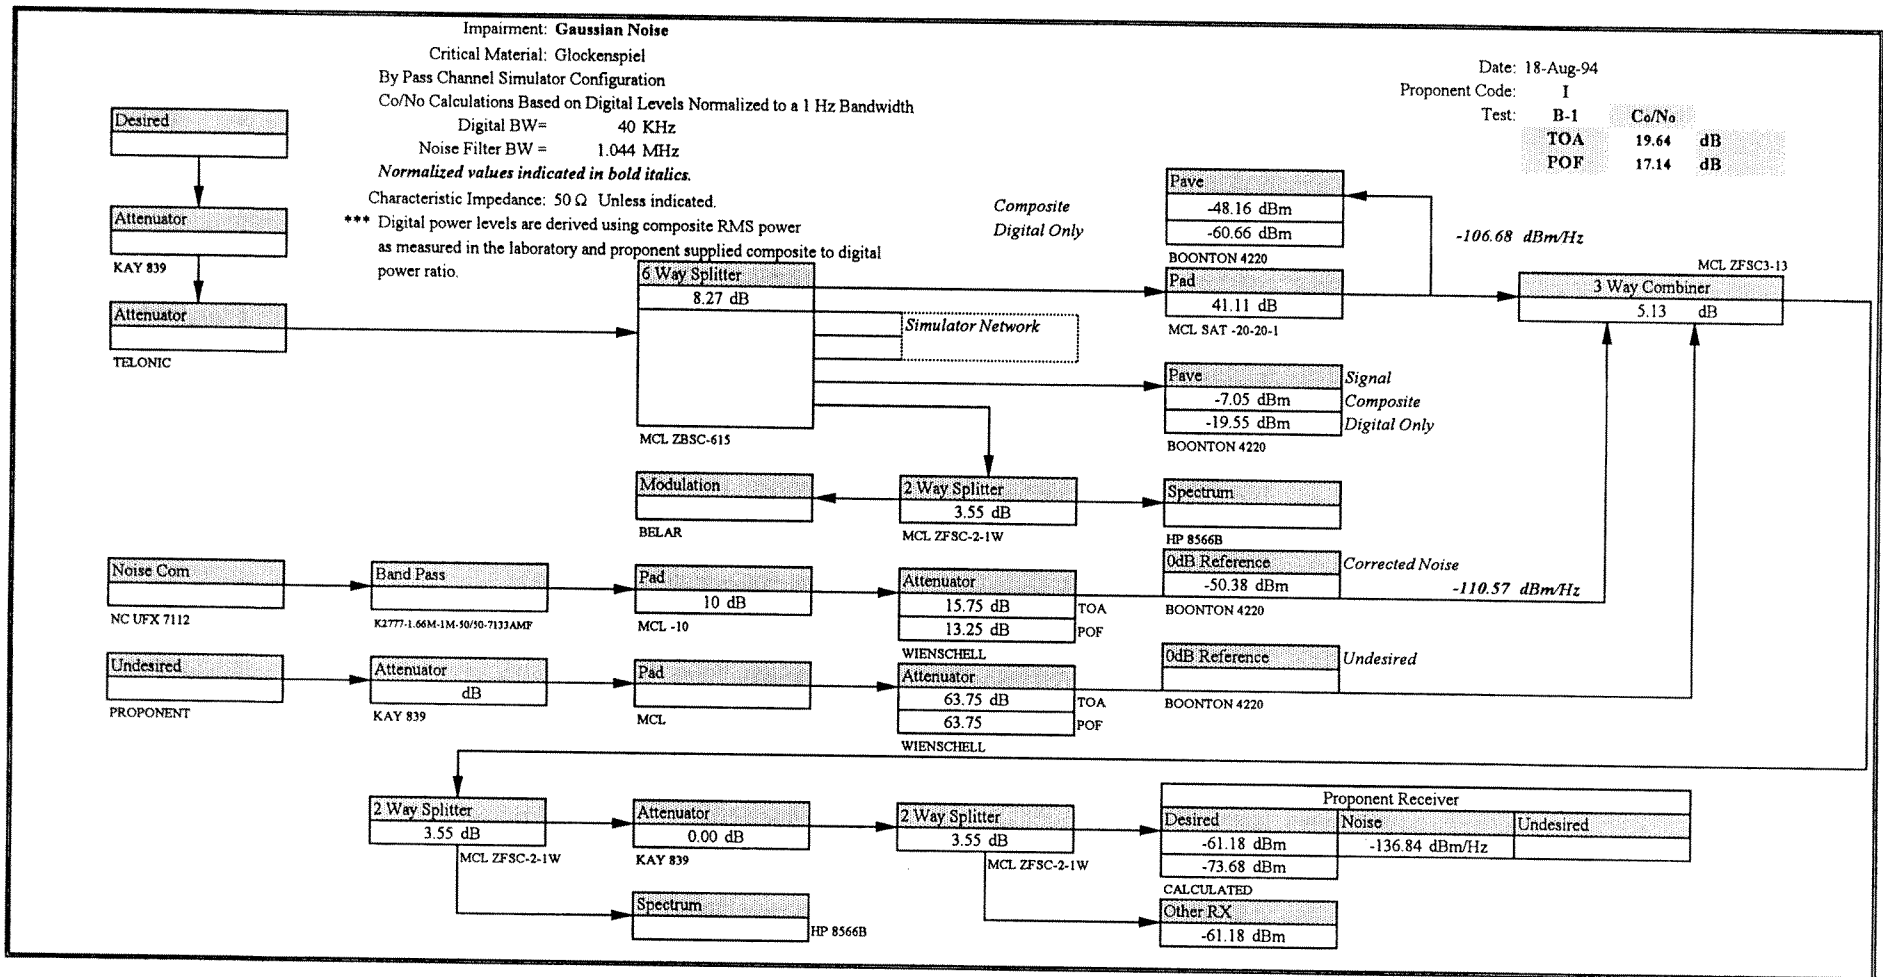 Impairment: Gaussian Noise
Critical Material: Glockenspiel
By Pass Channel Simulator Configuration
Co/No Calculations Based on Digital Levels Normalized to a 1 Hz Bandwidth
Digital BW= 40 KHz
Noise Filter BW = 1.044 MHz
Normalized values indicated in bold italics.
Characteristic Impedance: 50 Ω Unless indicated.
*** Digital power levels are derived using composite RMS power
as measured in the laboratory and proponent supplied composite to digital
power ratio.
Date: 18-Aug-94
Proponent Code: I
Test: B-1 Co/No
TOA 19.64 dB
POF 17.14 dB
Desired
Attenuator
KAY 839
Attenuator
TELONIC
6 Way Splitter
8.27 dB
MCL ZBSC-615
Simulator Network
Composite
Digital Only
Pave
-48.16 dBm
-60.66 dBm
BOONTON 4220
-106.68 dBm/Hz
Pad
41.11 dB
MCL SAT -20-20-1
MCL ZFSC3-13
3 Way Combiner
5.13 dB
Pave
-7.05 dBm
-19.55 dBm
BOONTON 4220
Signal
Composite
Digital Only
Modulation
BELAR
2 Way Splitter
3.55 dB
MCL ZFSC-2-1W
Spectrum
HP 8566B
Noise Com
NC UFX 7112
Band Pass
K2777-1.66M-1M-50/50-7133AMF
Pad
10 dB
MCL -10
Attenuator
15.75 dB TOA
13.25 dB POF
WIENSCHELL
0dB Reference
-50.38 dBm
BOONTON 4220
Corrected Noise
-110.57 dBm/Hz
Undesired
PROPONENT
Attenuator
dB
KAY 839
Pad
MCL
Attenuator
63.75 dB TOA
63.75 POF
WIENSCHELL
0dB Reference
BOONTON 4220
Undesired
2 Way Splitter
3.55 dB
MCL ZFSC-2-1W
Attenuator
0.00 dB
KAY 839
2 Way Splitter
3.55 dB
MCL ZFSC-2-1W
Proponent Receiver
Desired Noise Undesired
-61.18 dBm -136.84 dBm/Hz
-73.68 dBm
CALCULATED
Spectrum
HP 8566B
Other RX
-61.18 dBm